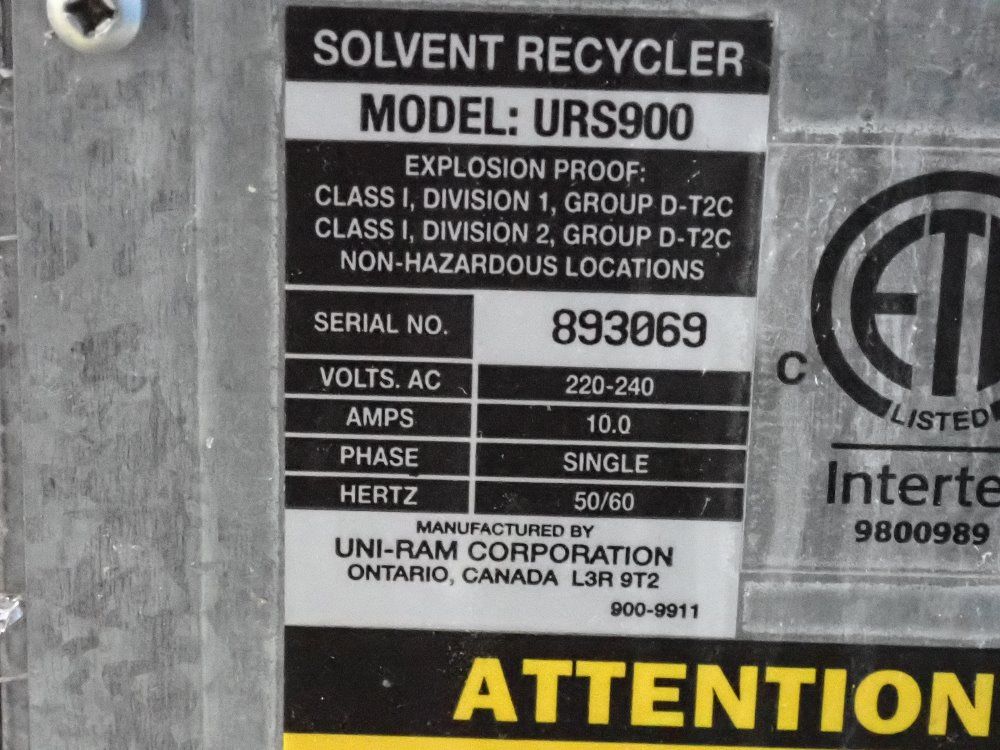 SOLVENT RECYCLER
MODEL: URS900
EXPLOSION PROOF:
CLASS I, DIVISION 1, GROUP D-T2C
CLASS I, DIVISION 2, GROUP D-T2C
NON-HAZARDOUS LOCATIONS
SERIAL NO. 893069
VOLTS. AC 220-240
AMPS 10.0
PHASE SINGLE
HERTZ 50/60
MANUFACTURED BY
UNI-RAM CORPORATION
ONTARIO, CANADA L3R 9T2
900-9911
C
ETL
LISTED
Interte
9800989
ATTENTION